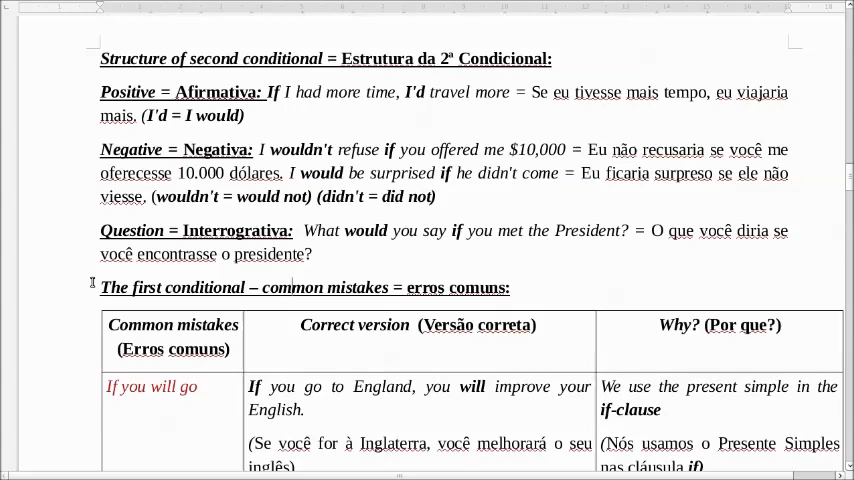 Structure of second conditional = Estrutura da 2ª Condicional:
Positive = Afirmativa: If I had more time, I'd travel more = Se eu tivesse mais tempo, eu viajaria
mais. (I'd = I would)
Negative = Negativa: I wouldn't refuse if you offered me $10,000 = Eu não recusaria se você me
oferecesse 10.000 dólares. I would be surprised if he didn't come = Eu ficaria surpreso se ele não
viesse. (wouldn't = would not) (didn't = did not)
Question = Interrogativa: What would you say if you met the President? = O que você diria se
você encontrasse o presidente?
The first conditional – common mistakes = erros comuns:
Common mistakes
(Erros comuns)
Correct version (Versão correta)
Why? (Por que?)
If you will go
If you go to England, you will improve your
English.
(Se você for à Inglaterra, você melhorará o seu
inglês)
We use the present simple in the
if-clause
(Nós usamos o Presente Simples
nas cláusula if)